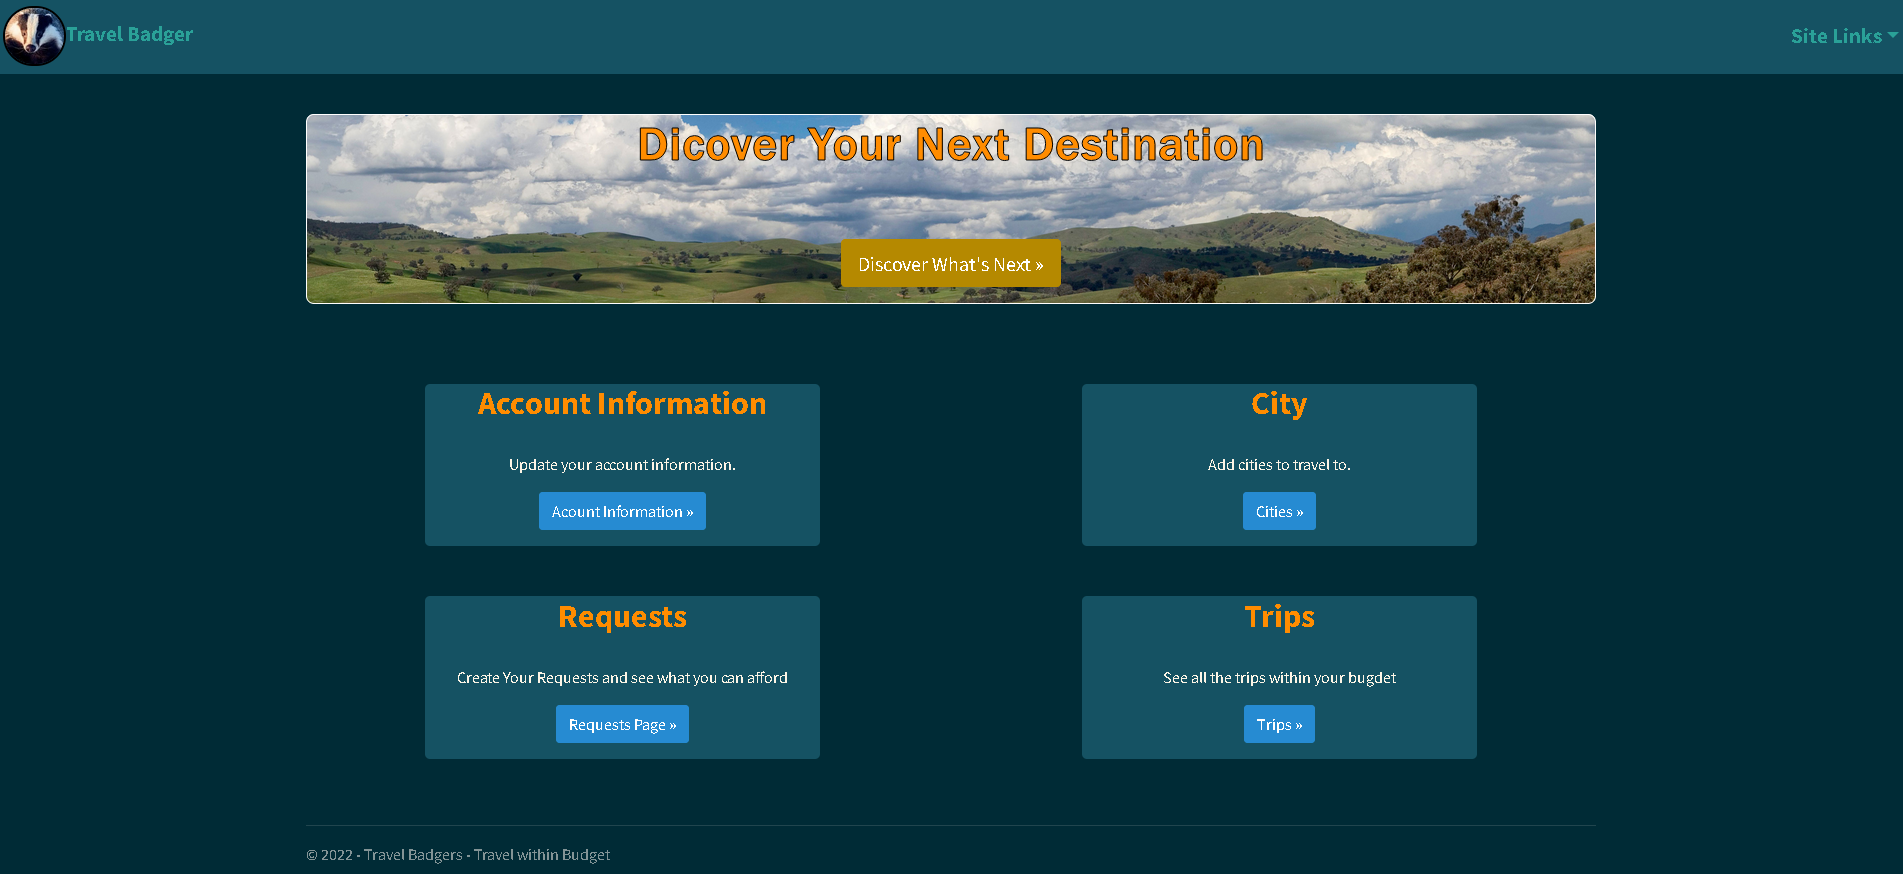 Travel Badger
Site Links
Dicover Your Next Destination
Discover What's Next »
Account Information
Update your account information.
Acount Information »
City
Add cities to travel to.
Cities »
Requests
Create Your Requests and see what you can afford
Requests Page »
Trips
See all the trips within your bugdet
Trips »
© 2022 - Travel Badgers - Travel within Budget